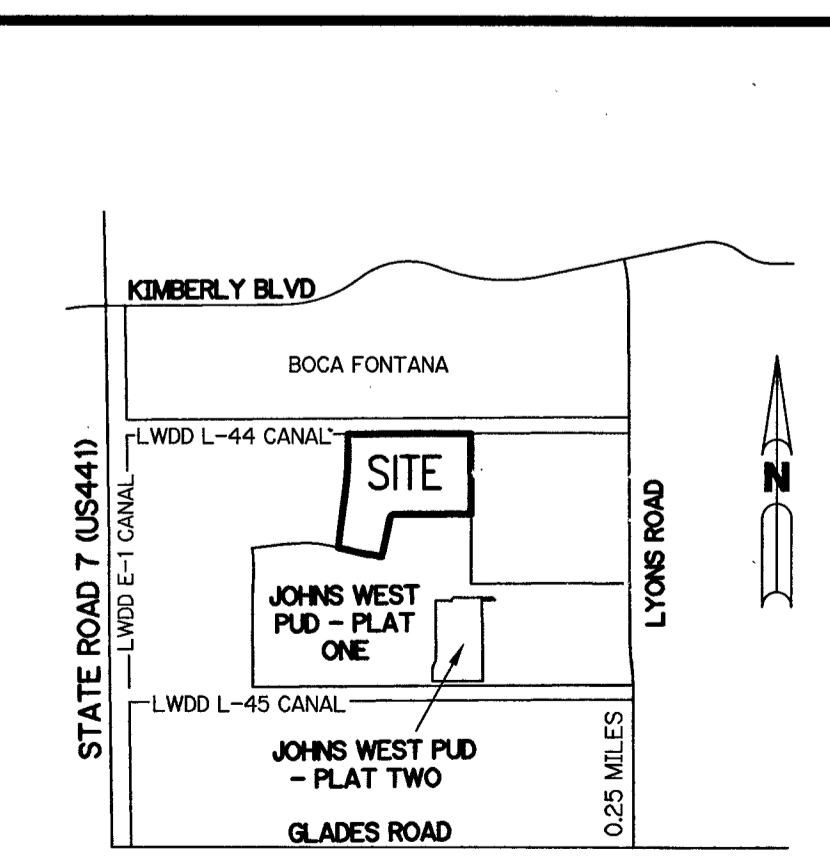 KIMBERLY BLVD
BOCA FONTANA
LWDD L-44 CANAL
SITE
N
STATE ROAD 7 (US441)
LWDD E-1 CANAL
LYONS ROAD
JOHNS WEST
PUD - PLAT
ONE
LWDD L-45 CANAL
JOHNS WEST PUD
- PLAT TWO
0.25 MILES
GLADES ROAD